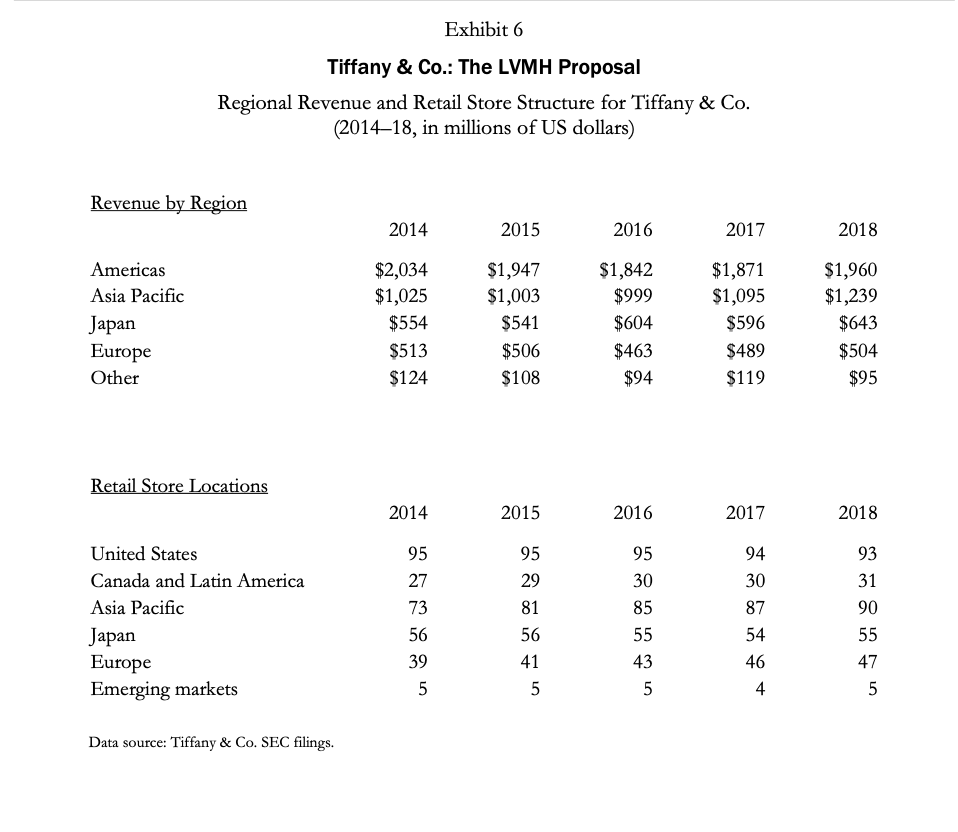 Exhibit 6
Tiffany & Co.: The LVMH Proposal
Regional Revenue and Retail Store Structure for Tiffany & Co.
(2014–18, in millions of US dollars)
Revenue by Region
2014 2015 2016 2017 2018
Americas $2,034 $1,947 $1,842 $1,871 $1,960
Asia Pacific $1,025 $1,003 $999 $1,095 $1,239
Japan $554 $541 $604 $596 $643
Europe $513 $506 $463 $489 $504
Other $124 $108 $94 $119 $95
Retail Store Locations
2014 2015 2016 2017 2018
United States 95 95 95 94 93
Canada and Latin America 27 29 30 30 31
Asia Pacific 73 81 85 87 90
Japan 56 56 55 54 55
Europe 39 41 43 46 47
Emerging markets 5 5 5 4 5
Data source: Tiffany & Co. SEC filings.